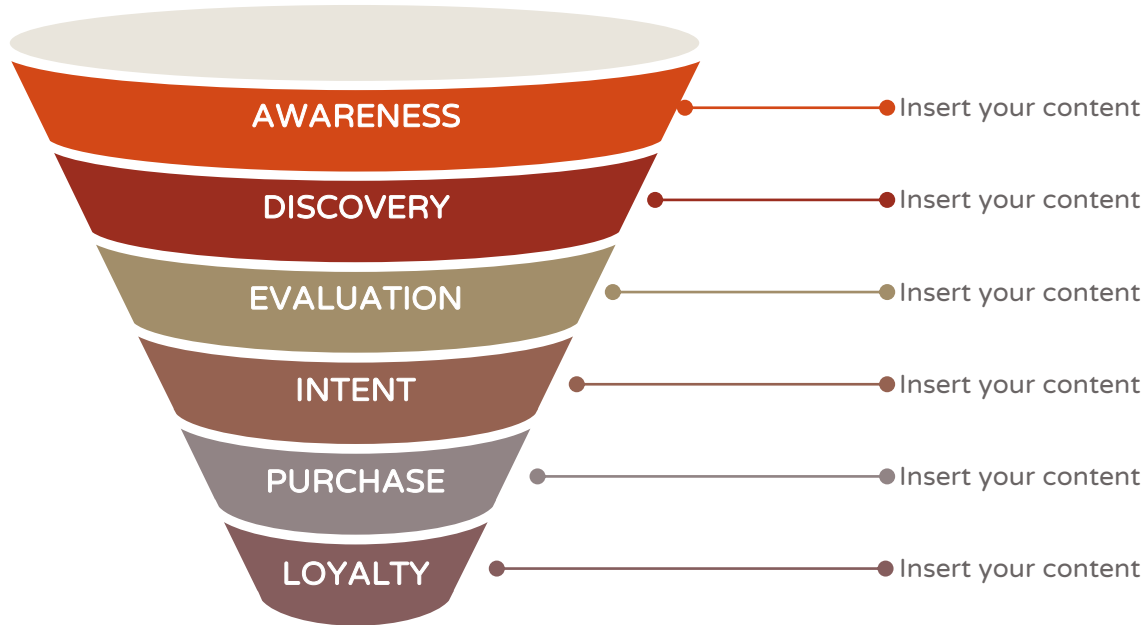 AWARENESS
Insert your content
DISCOVERY
Insert your content
EVALUATION
Insert your content
INTENT
Insert your content
PURCHASE
Insert your content
LOYALTY
Insert your content